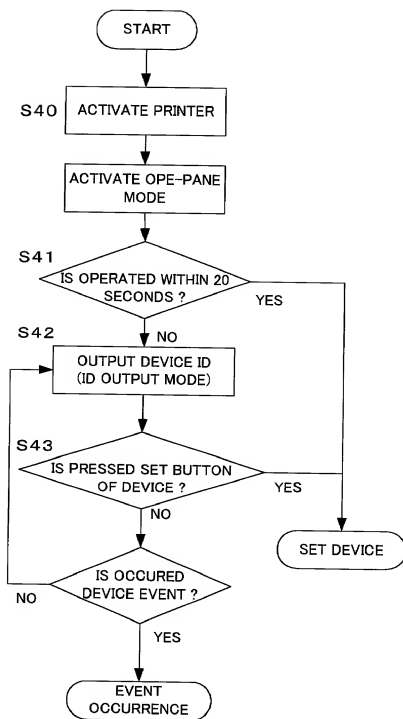 START
S40
ACTIVATE PRINTER
ACTIVATE OPE-PANE
MODE
S41
IS OPERATED WITHIN 20
SECONDS ?
YES
NO
S42
OUTPUT DEVICE ID
(ID OUTPUT MODE)
S43
IS PRESSED SET BUTTON
OF DEVICE ?
YES
NO
SET DEVICE
IS OCCURED
DEVICE EVENT ?
NO
YES
EVENT
OCCURRENCE